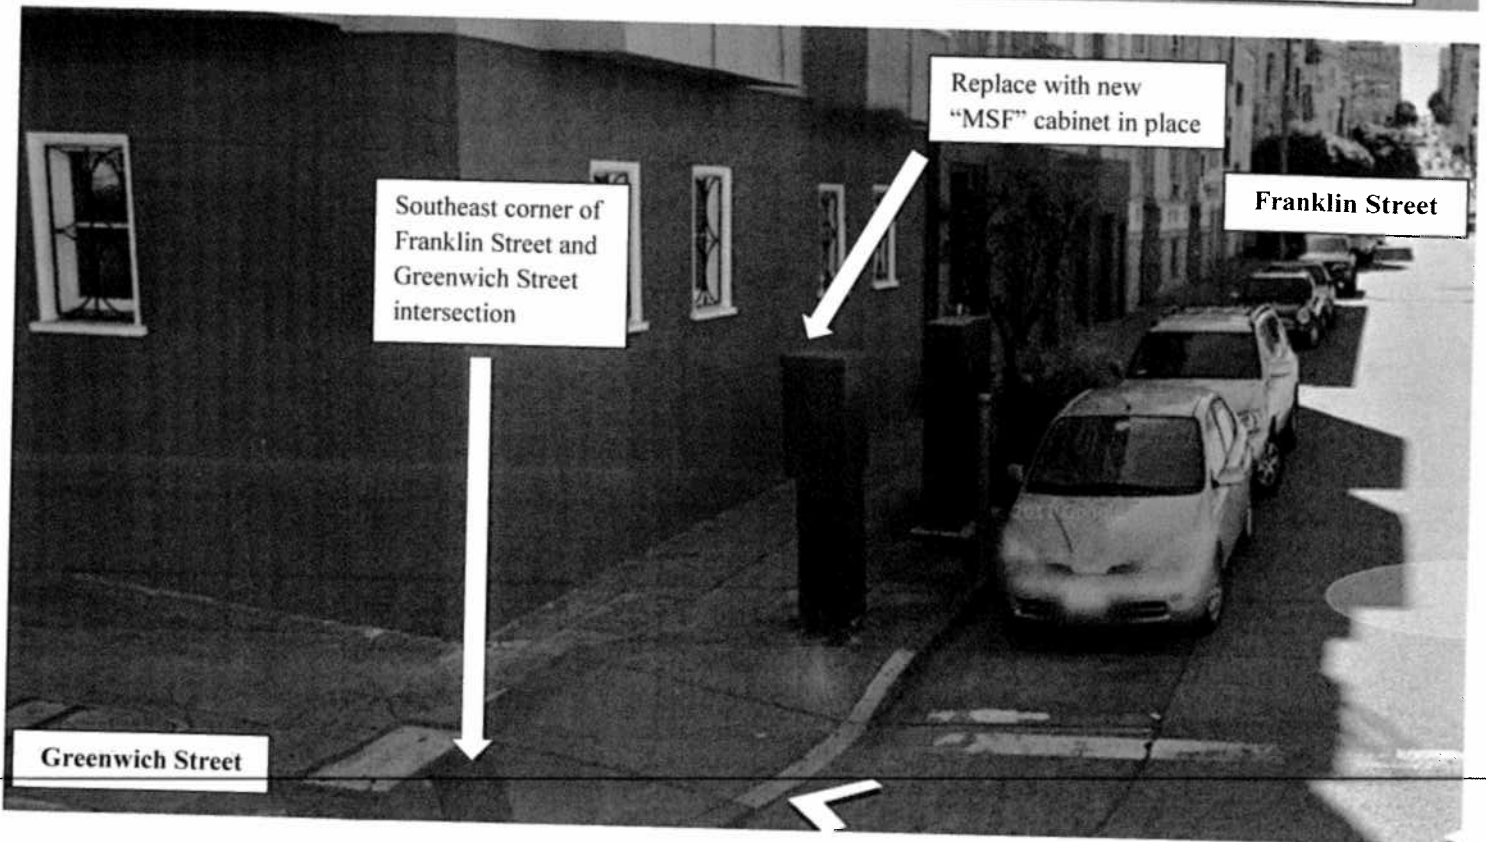 Replace with new
“MSF” cabinet in place
Franklin Street
Southeast corner of
Franklin Street and
Greenwich Street
intersection
Greenwich Street